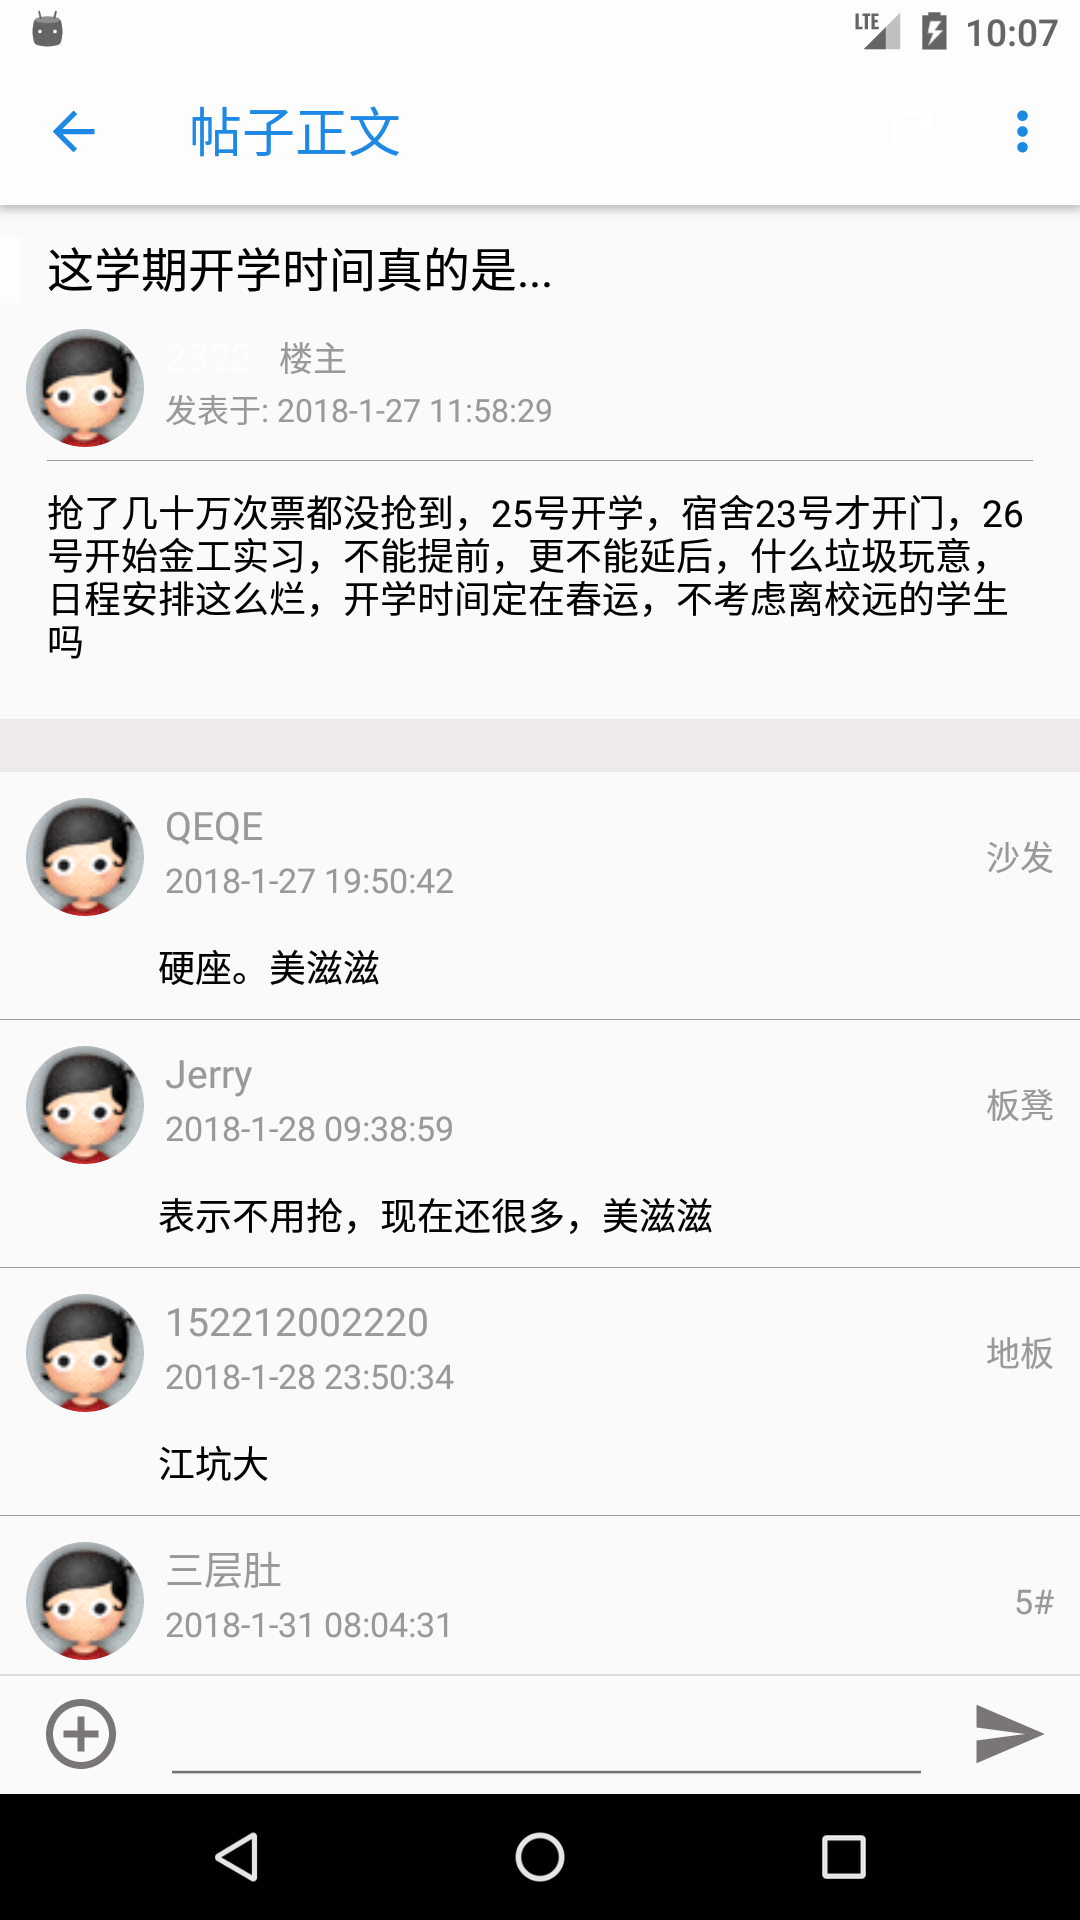 LTE 10:07
帖子正文
这学期开学时间真的是...
2322 楼主
发表于: 2018-1-27 11:58:29
抢了几十万次票都没抢到，25号开学，宿舍23号才开门，26
号开始金工实习，不能提前，更不能延后，什么垃圾玩意，
日程安排这么烂，开学时间定在春运，不考虑离校远的学生
吗
QEQE
沙发
2018-1-27 19:50:42
硬座。美滋滋
Jerry
板凳
2018-1-28 09:38:59
表示不用抢，现在还很多，美滋滋
152212002220
地板
2018-1-28 23:50:34
江坑大
三层肚
5#
2018-1-31 08:04:31